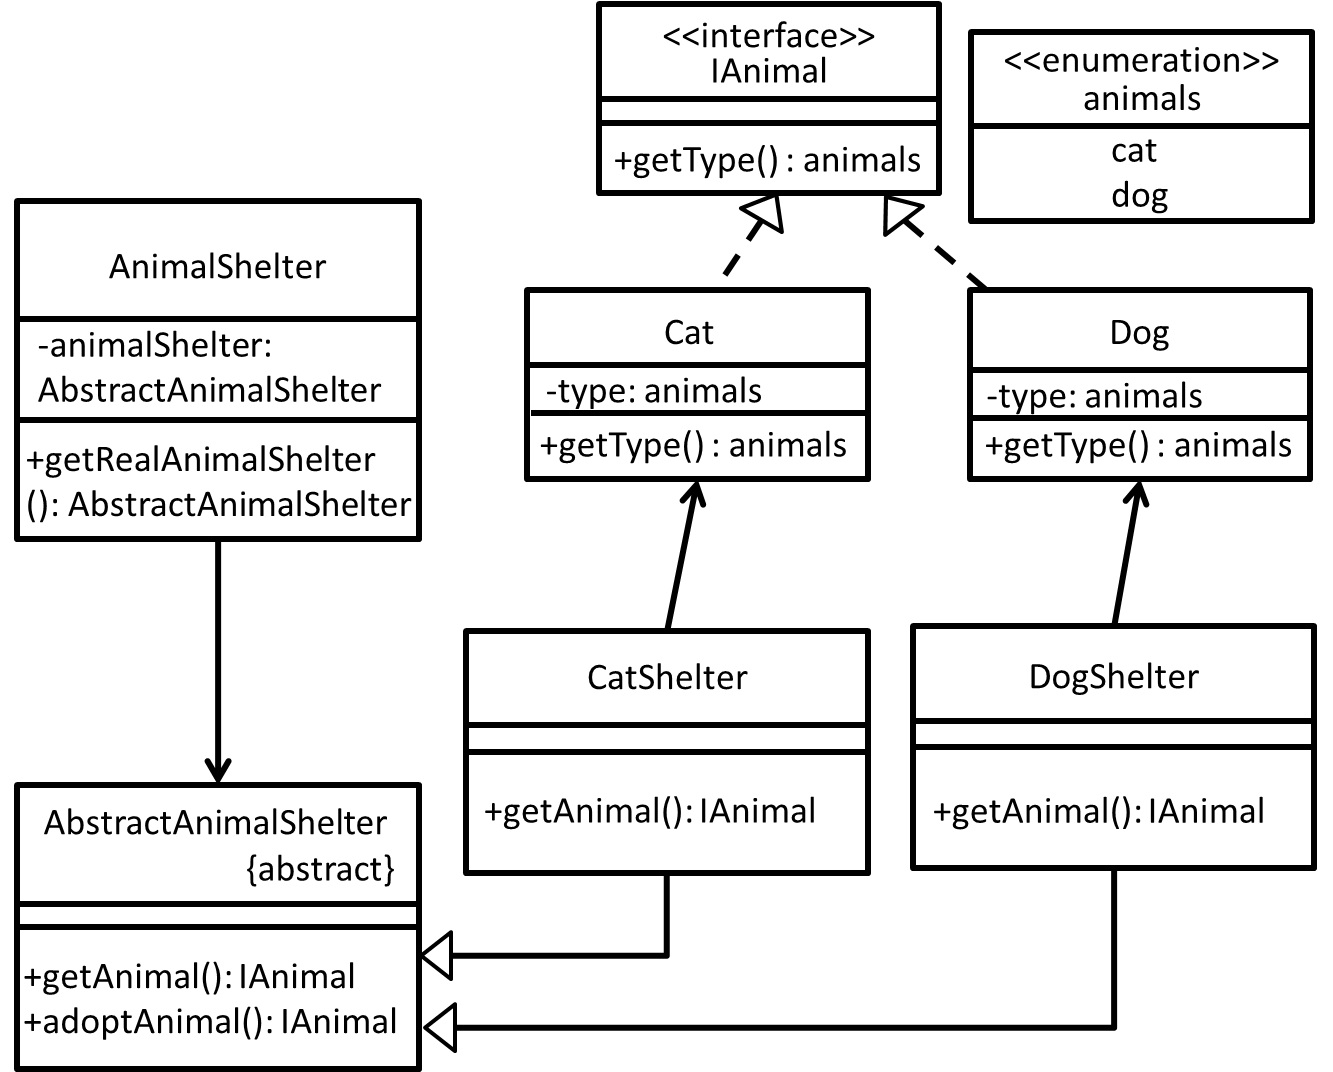 <<interface>>
IAnimal
+getType() : animals
<<enumeration>>
animals
cat
dog
AnimalShelter
-animalShelter:
AbstractAnimalShelter
+getRealAnimalShelter
(): AbstractAnimalShelter
Cat
-type: animals
+getType() : animals
Dog
-type: animals
+getType() : animals
CatShelter
+getAnimal(): IAnimal
DogShelter
+getAnimal(): IAnimal
AbstractAnimalShelter
{abstract}
+getAnimal(): IAnimal
+adoptAnimal(): IAnimal